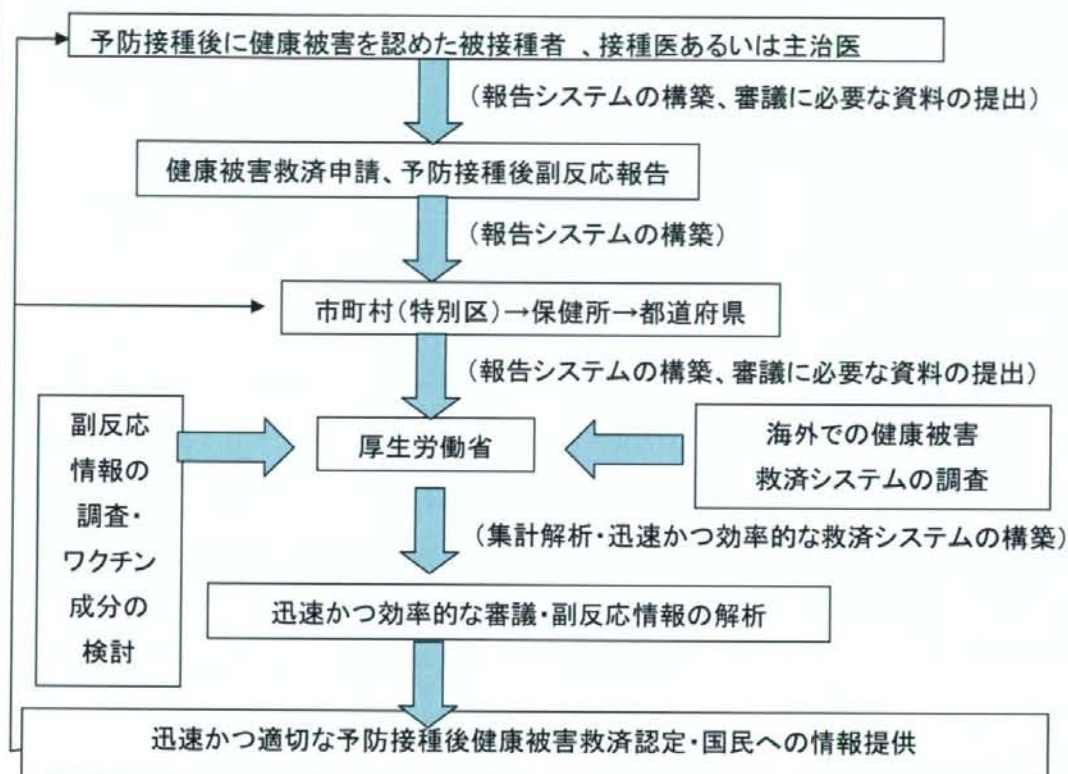 予防接種後に健康被害を認めた被接種者 、接種医あるいは主治医
(報告システムの構築、審議に必要な資料の提出)
健康被害救済申請、予防接種後副反応報告
(報告システムの構築)
市町村(特別区)→保健所→都道府県
(報告システムの構築、審議に必要な資料の提出)
副反応
情報の
調査・
ワクチン
成分の
検討
厚生労働省
海外での健康被害
救済システムの調査
(集計解析・迅速かつ効率的な救済システムの構築)
迅速かつ効率的な審議・副反応情報の解析
迅速かつ適切な予防接種後健康被害救済認定・国民への情報提供